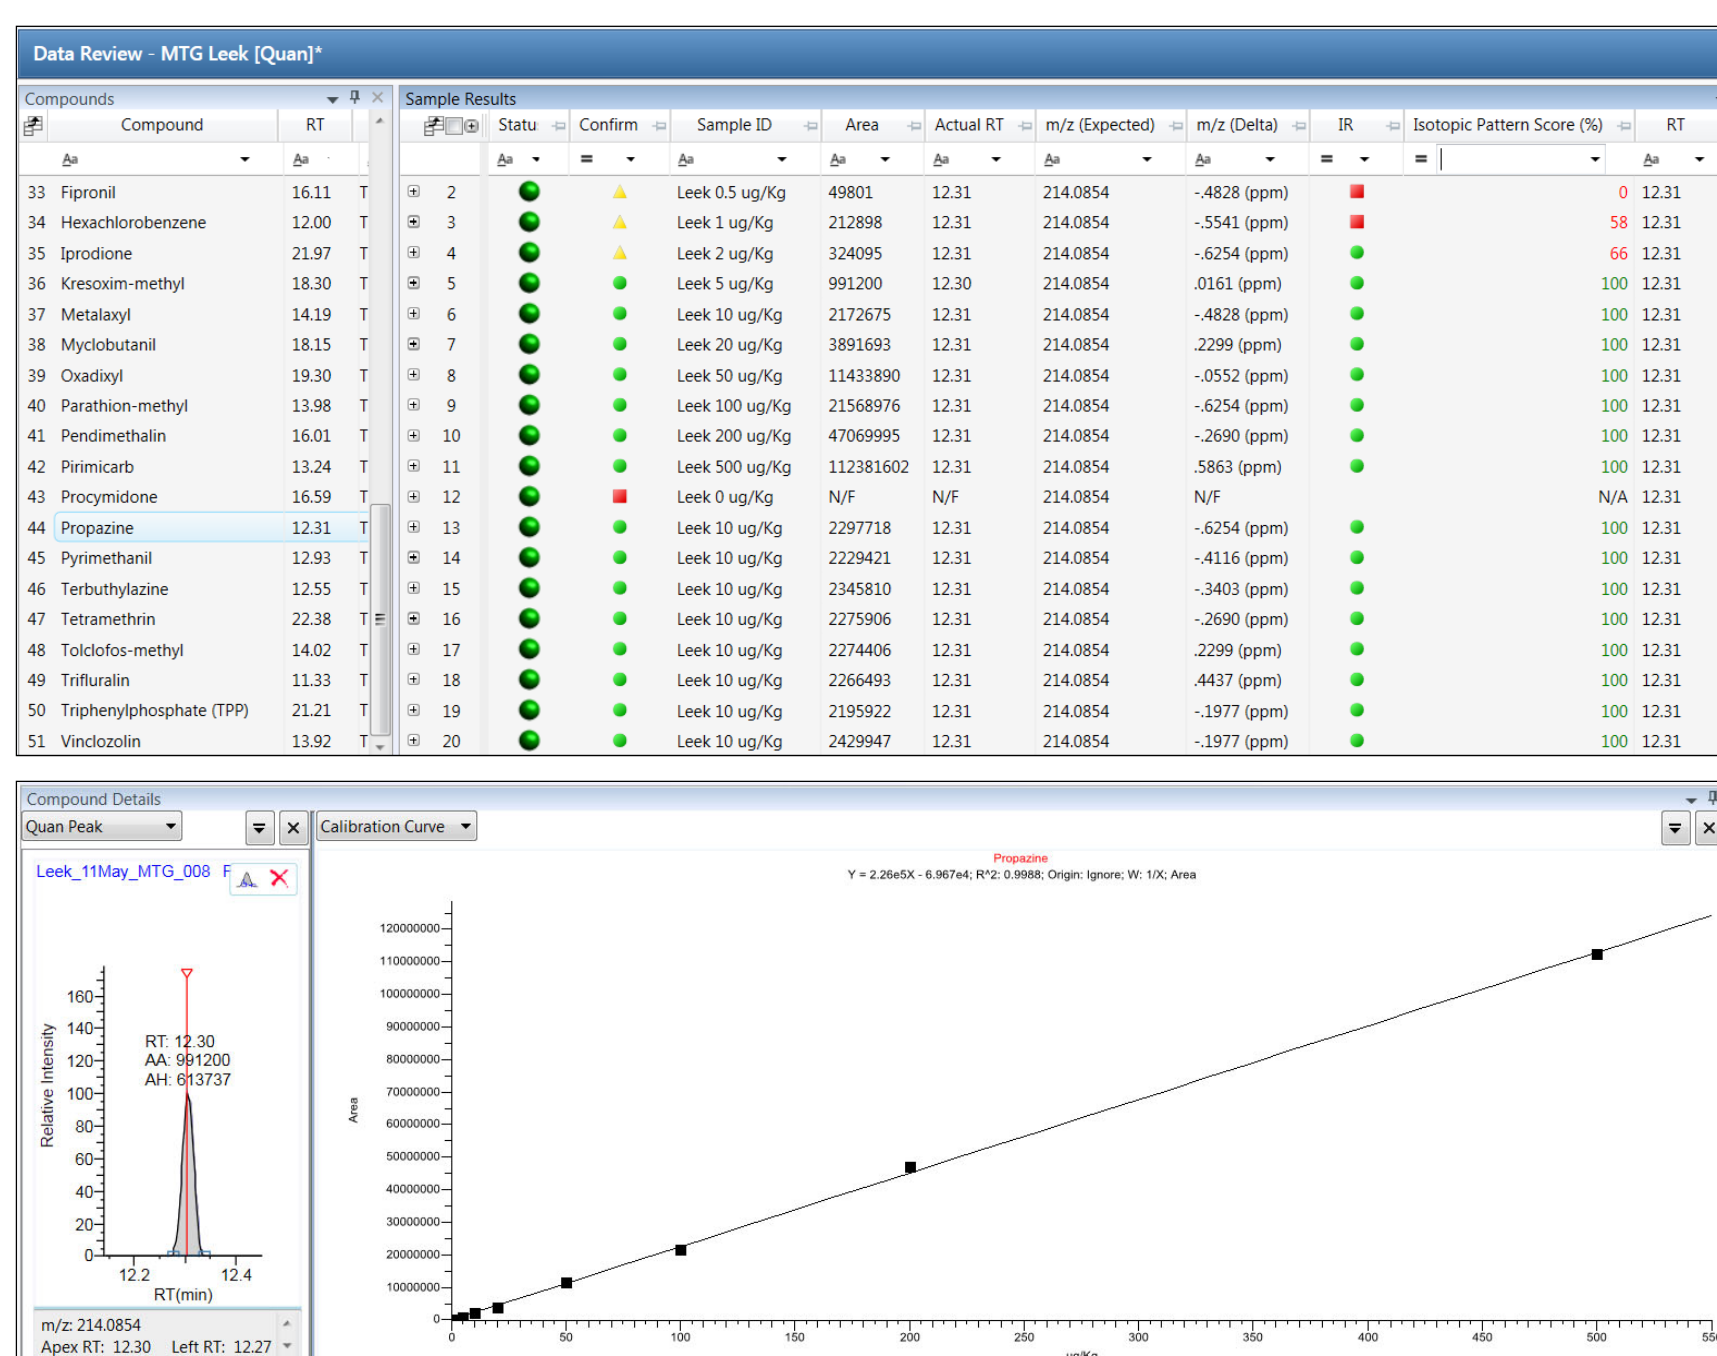 Data Review - MTG Leek [Quan]*
Compounds Sample Results
Compound RT Statu Confirm Sample ID Area Actual RT m/z (Expected) m/z (Delta) IR Isotopic Pattern Score (%) RT
Aa Aa Aa = Aa Aa Aa Aa Aa = = Aa
33 Fipronil 16.11 T 2 Leek 0.5 ug/Kg 49801 12.31 214.0854 -.4828 (ppm) 0 12.31
34 Hexachlorobenzene 12.00 T 3 Leek 1 ug/Kg 212898 12.31 214.0854 -.5541 (ppm) 58 12.31
35 Iprodione 21.97 T 4 Leek 2 ug/Kg 324095 12.31 214.0854 -.6254 (ppm) 66 12.31
36 Kresoxim-methyl 18.30 T 5 Leek 5 ug/Kg 991200 12.30 214.0854 .0161 (ppm) 100 12.31
37 Metalaxyl 14.19 T 6 Leek 10 ug/Kg 2172675 12.31 214.0854 -.4828 (ppm) 100 12.31
38 Myclobutanil 18.15 T 7 Leek 20 ug/Kg 3891693 12.31 214.0854 .2299 (ppm) 100 12.31
39 Oxadixyl 19.30 T 8 Leek 50 ug/Kg 11433890 12.31 214.0854 -.0552 (ppm) 100 12.31
40 Parathion-methyl 13.98 T 9 Leek 100 ug/Kg 21568976 12.31 214.0854 -.6254 (ppm) 100 12.31
41 Pendimethalin 16.01 T 10 Leek 200 ug/Kg 47069995 12.31 214.0854 -.2690 (ppm) 100 12.31
42 Pirimicarb 13.24 T 11 Leek 500 ug/Kg 112381602 12.31 214.0854 .5863 (ppm) 100 12.31
43 Procymidone 16.59 T 12 Leek 0 ug/Kg N/F N/F 214.0854 N/F N/A 12.31
44 Propazine 12.31 T 13 Leek 10 ug/Kg 2297718 12.31 214.0854 -.6254 (ppm) 100 12.31
45 Pyrimethanil 12.93 T 14 Leek 10 ug/Kg 2229421 12.31 214.0854 -.4116 (ppm) 100 12.31
46 Terbuthylazine 12.55 T 15 Leek 10 ug/Kg 2345810 12.31 214.0854 -.3403 (ppm) 100 12.31
47 Tetramethrin 22.38 T 16 Leek 10 ug/Kg 2275906 12.31 214.0854 -.2690 (ppm) 100 12.31
48 Tolclofos-methyl 14.02 T 17 Leek 10 ug/Kg 2274406 12.31 214.0854 .2299 (ppm) 100 12.31
49 Trifluralin 11.33 T 18 Leek 10 ug/Kg 2266493 12.31 214.0854 .4437 (ppm) 100 12.31
50 Triphenylphosphate (TPP) 21.21 T 19 Leek 10 ug/Kg 2195922 12.31 214.0854 -.1977 (ppm) 100 12.31
51 Vinclozolin 13.92 T 20 Leek 10 ug/Kg 2429947 12.31 214.0854 -.1977 (ppm) 100 12.31
Compound Details
Quan Peak Calibration Curve
Leek_11May_MTG_008
Relative Intensity
160
140
120
100
80
60
40
20
0
RT: 12.30
AA: 991200
AH: 613737
12.2 12.4
RT(min)
m/z: 214.0854
Apex RT: 12.30 Left RT: 12.27
Propazine
Y = 2.26e5X - 6.967e4; R^2: 0.9988; Origin: Ignore; W: 1/X; Area
Area
120000000
110000000
100000000
90000000
80000000
70000000
60000000
50000000
40000000
30000000
20000000
10000000
0
0 50 100 150 200 250 300 350 400 450 500 550
ug/Kg